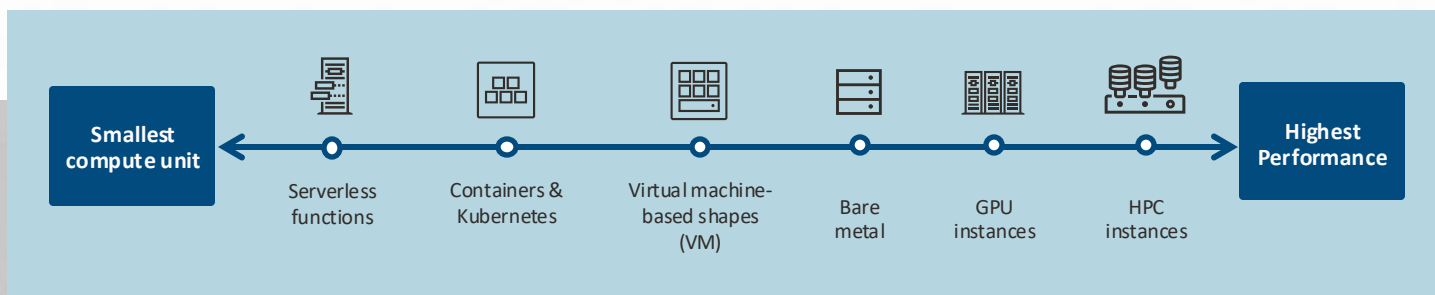 Smallest
compute unit
Serverless
functions
Containers &
Kubernetes
Virtual machine-
based shapes
(VM)
Bare
metal
GPU
instances
HPC
instances
Highest
Performance